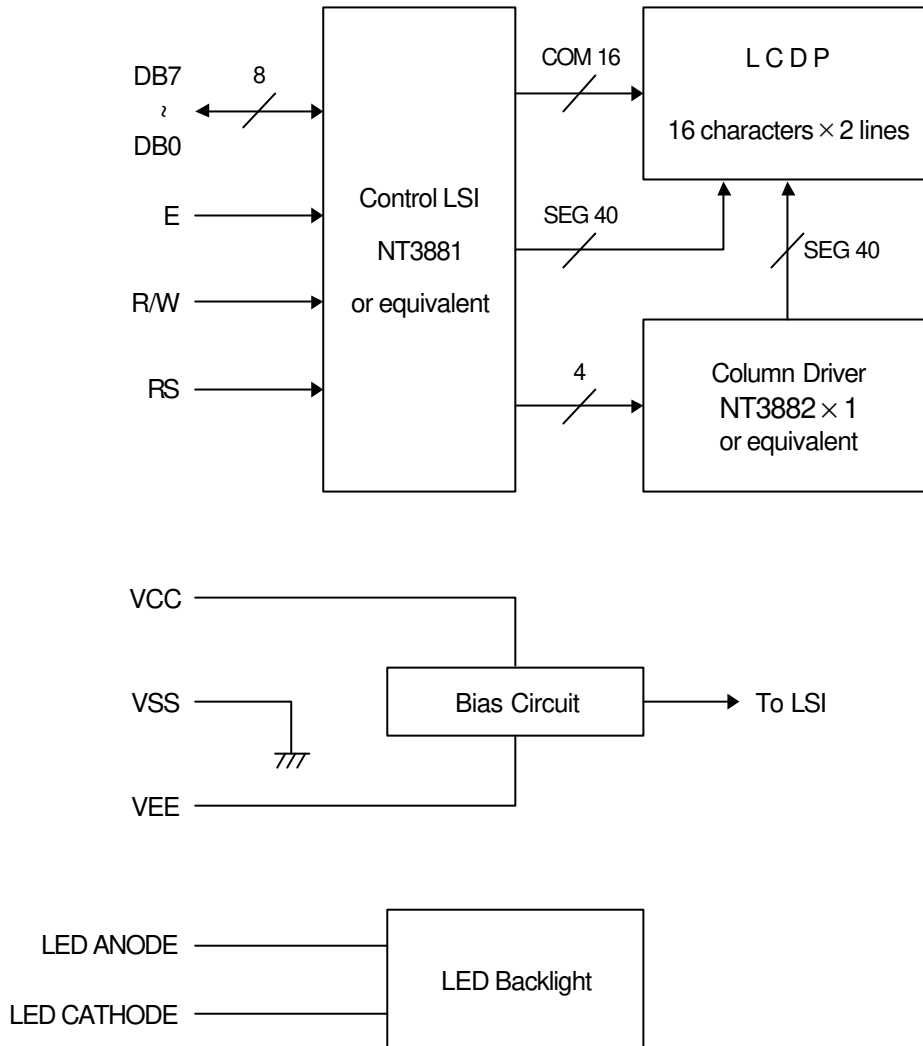 DB7
~
DB0
8
E
R/W
RS
Control LSI
NT3881
or equivalent
COM 16
SEG 40
4
L C D P
16 characters × 2 lines
SEG 40
Column Driver
NT3882 × 1
or equivalent
VCC
VSS
VEE
Bias Circuit
To LSI
LED ANODE
LED CATHODE
LED Backlight